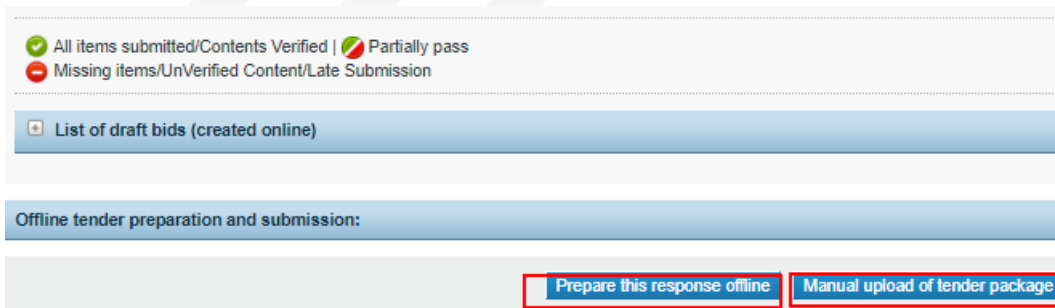 All items submitted/Contents Verified | Partially pass
Missing items/UnVerified Content/Late Submission
List of draft bids (created online)
Offline tender preparation and submission:
Prepare this response offline Manual upload of tender package